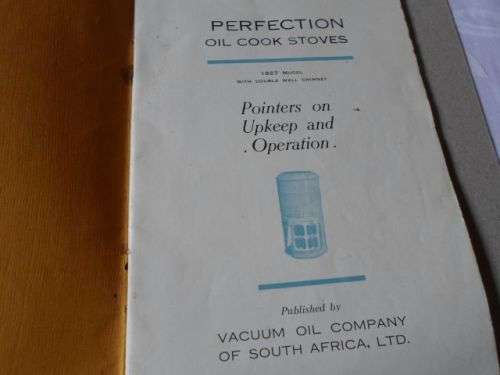 PERFECTION
OIL COOK STOVES
1927 MODEL
WITH DOUBLE WALL CHIMNEY
Pointers on
Upkeep and
. Operation .
Published by
VACUUM OIL COMPANY
OF SOUTH AFRICA, LTD.